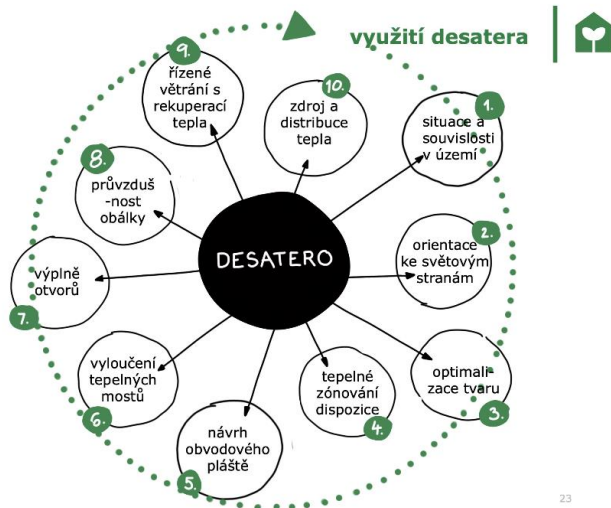 využití desatera
DESATERO
1.
situace a
souvislosti
v území
2.
orientace
ke světovým
stranám
3.
optimali-
zace tvaru
4.
tepelné
zónování
dispozice
5.
návrh
obvodového
pláště
6.
vyloučení
tepelných
mostů
7.
výplně
otvorů
8.
průvzduš
-nost
obálky
9.
řízené
větrání s
rekuperací
tepla
10.
zdroj a
distribuce
tepla
23